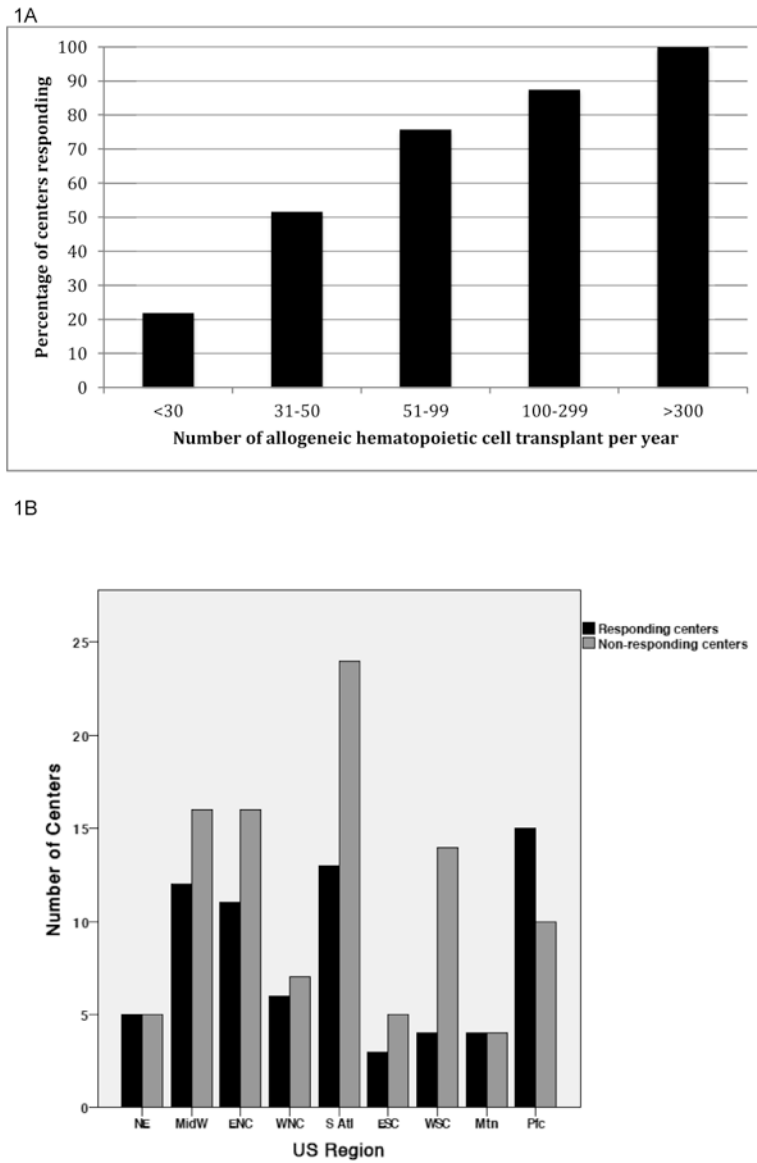 1A
Percentage of centers responding
100
90
80
70
60
50
40
30
20
10
0
<30 31-50 51-99 100-299 >300
Number of allogeneic hematopoietic cell transplant per year
1B
Number of Centers
25
20
15
10
5
0
Responding centers
Non-responding centers
NE MidW ENC WNC S Atl ESC WSC Mtn Pfc
US Region